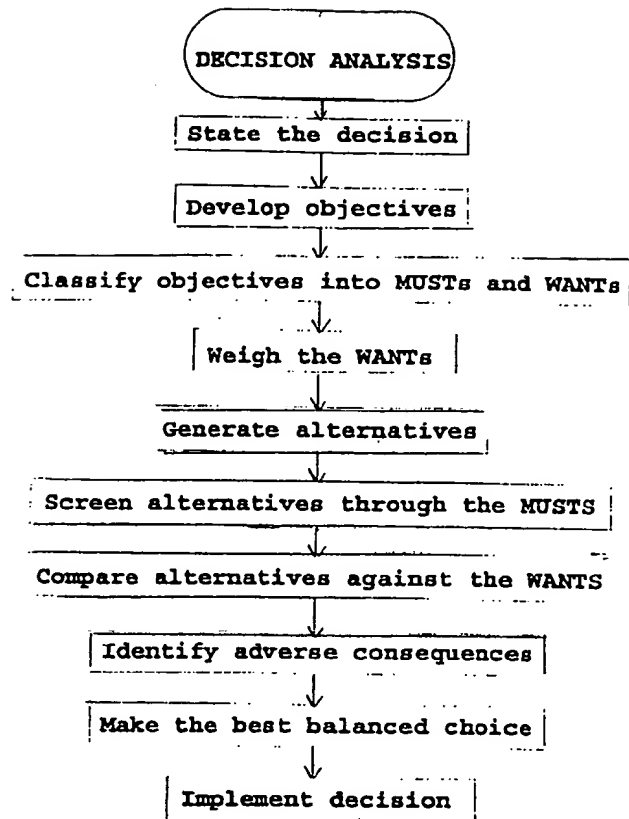 DECISION ANALYSIS
State the decision
Develop objectives
Classify objectives into MUSTs and WANTs
Weigh the WANTs
Generate alternatives
Screen alternatives through the MUSTS
Compare alternatives against the WANTS
Identify adverse consequences
Make the best balanced choice
Implement decision